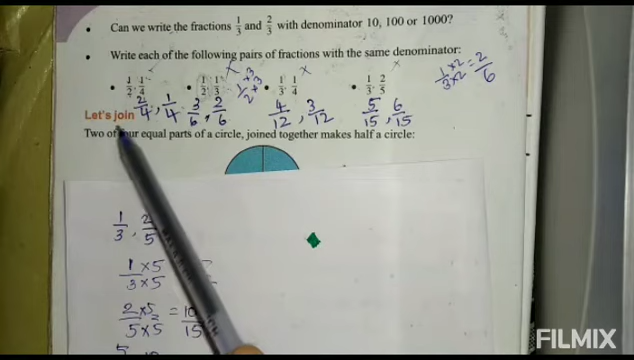 • Can we write the fractions 1/3 and 2/3 with denominator 10, 100 or 1000?
• Write each of the following pairs of fractions with the same denominator:
• 1/2, 1/4 • 1/2, 1/3 • 1/3, 1/4 • 1/3, 2/5
1×2/3×2 = 2/6
1×3/2×3
2/4, 1/4 3/6, 2/6 4/12, 3/12 5/15, 6/15
Let's join
Two of four equal parts of a circle, joined together makes half a circle:
1/3, 2/5
1×5/3×5
2×5/5×5 = 10/15
FILMIX